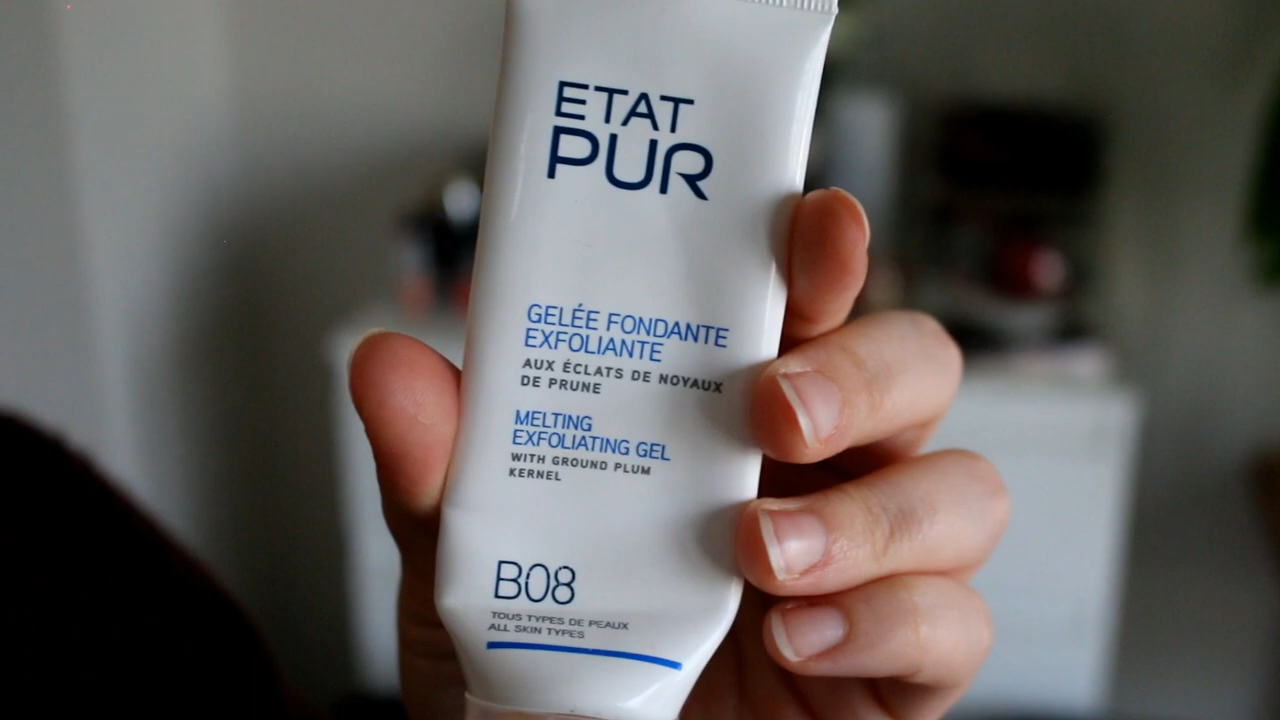 ETAT
PUR
GELÉE FONDANTE
EXFOLIANTE
AUX ÉCLATS DE NOYAUX
DE PRUNE
MELTING
EXFOLIATING GEL
WITH GROUND PLUM
KERNEL
B08
TOUS TYPES DE PEAUX
ALL SKIN TYPES